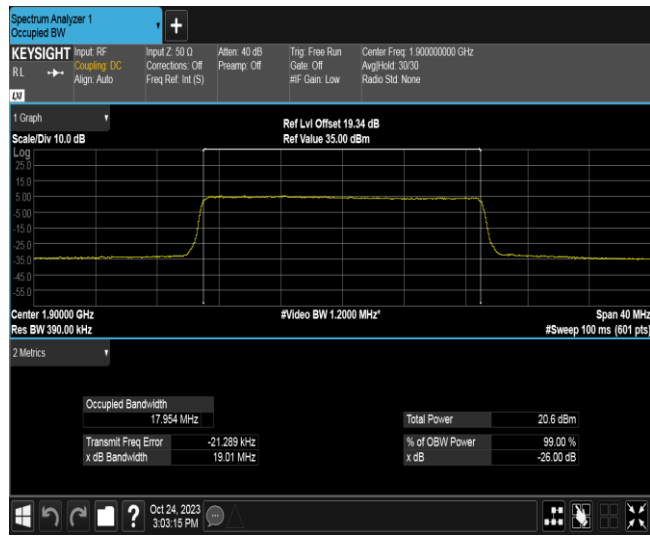 Spectrum Analyzer 1
Occupied BW
+
KEYSIGHT Input: RF Input Z: 50 Ω Atten: 40 dB Trig: Free Run Center Freq: 1.900000000 GHz
RL Coupling: DC Corrections: Off Preamp: Off Gate: Off Avg|Hold: 30/30
Align: Auto Freq Ref: Int (S) #IF Gain: Low Radio Std: None
LXI
1 Graph
Ref Lvl Offset 19.34 dB
Scale/Div 10.0 dB Ref Value 35.00 dBm
Log
25.0
15.0
5.00
-5.00
-15.0
-25.0
-35.0
-45.0
-55.0
Center 1.90000 GHz #Video BW 1.2000 MHz* Span 40 MHz
Res BW 390.00 kHz #Sweep 100 ms (601 pts)
2 Metrics
Occupied Bandwidth
17.954 MHz Total Power 20.6 dBm
Transmit Freq Error -21.289 kHz % of OBW Power 99.00 %
x dB Bandwidth 19.01 MHz x dB -26.00 dB
? Oct 24, 2023
3:03:15 PM